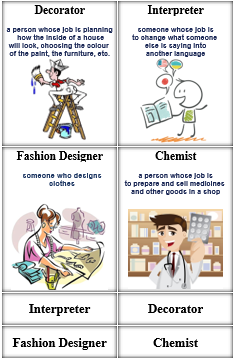 Decorator
a person whose job is planning
how the inside of a house
will look, choosing the colour
of the paint, the furniture, etc.
Interpreter
someone whose job is
to change what someone
else is saying into
another language
Fashion Designer
someone who designs
clothes
Chemist
a person whose job is
to prepare and sell medicines
and other goods in a shop
Interpreter
Decorator
Fashion Designer
Chemist